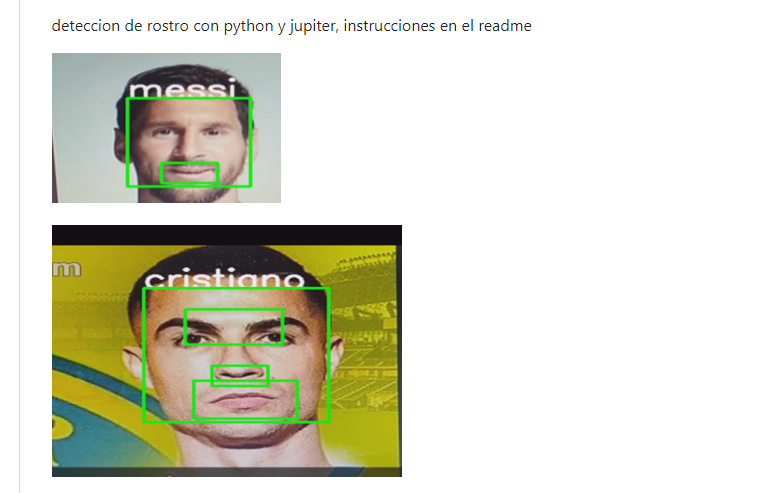 deteccion de rostro con python y jupiter, instrucciones en el readme
messi
m
cristiano